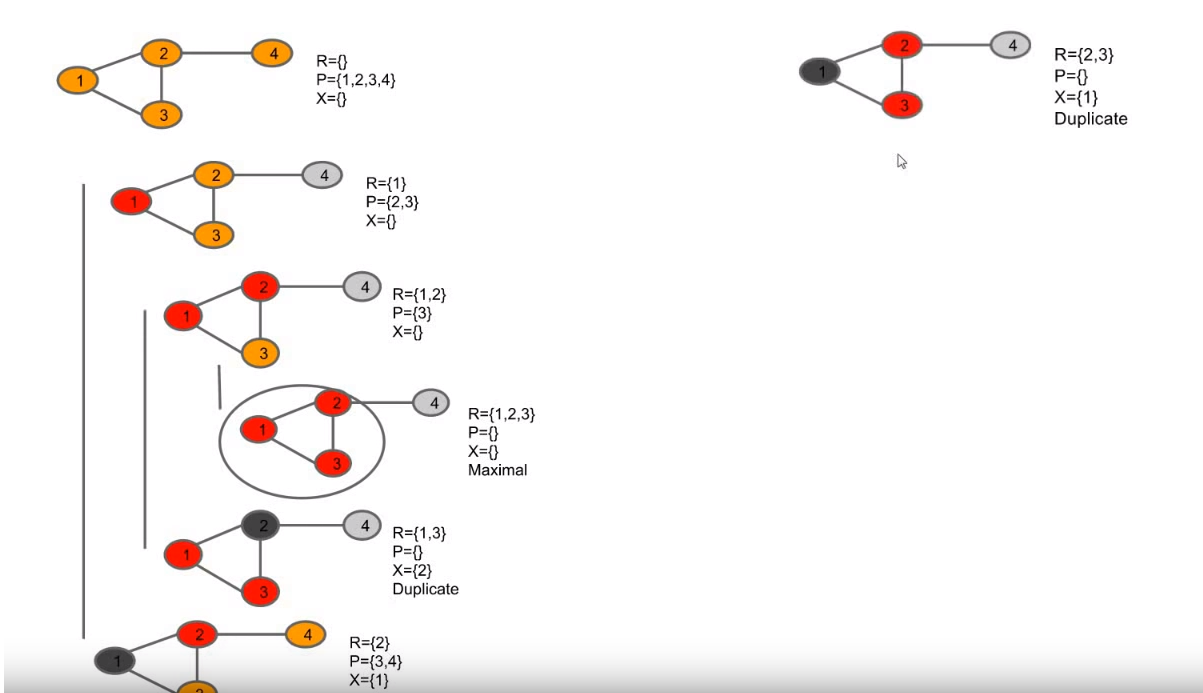 2
4
1
3
R={}
P={1,2,3,4}
X={}
2
4
1
3
R={1}
P={2,3}
X={}
2
4
1
3
R={1,2}
P={3}
X={}
2
4
1
3
R={1,2,3}
P={}
X={}
Maximal
2
4
1
3
R={1,3}
P={}
X={2}
Duplicate
2
4
1
3
R={2}
P={3,4}
X={1}
2
4
1
3
R={2,3}
P={}
X={1}
Duplicate